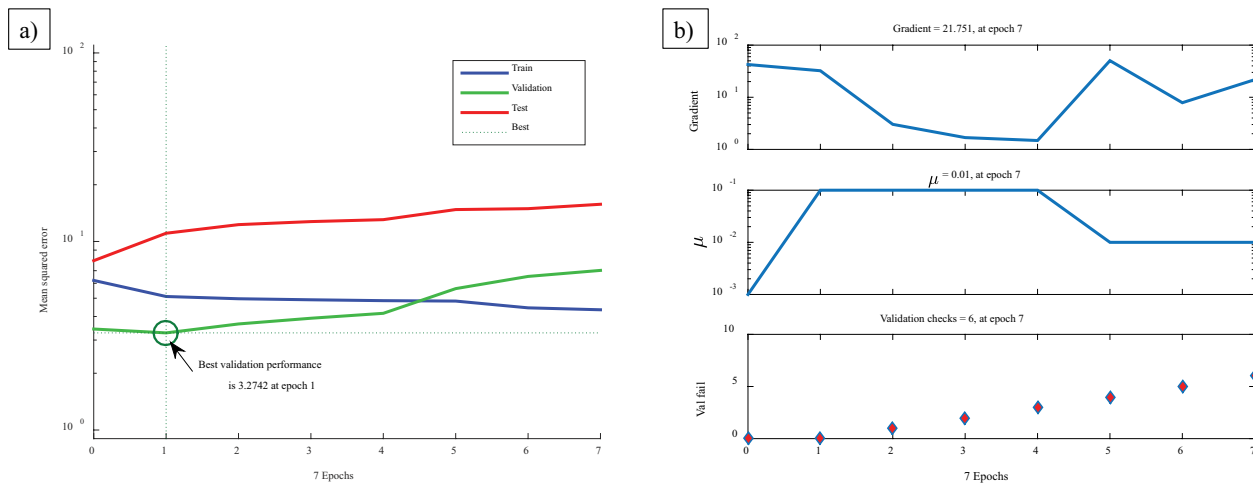 a)
10 2
10 1
10 0
Mean squared error
Train
Validation
Test
Best
Best validation performance
is 3.2742 at epoch 1
0 1 2 3 4 5 6 7
7 Epochs
b)
Gradient = 21.751, at epoch 7
10 2
10 1
10 0
Gradient
μ = 0.01, at epoch 7
10 -1
10 -2
10 -3
μ
Validation checks = 6, at epoch 7
10
5
0
Val fail
0 1 2 3 4 5 6 7
7 Epochs